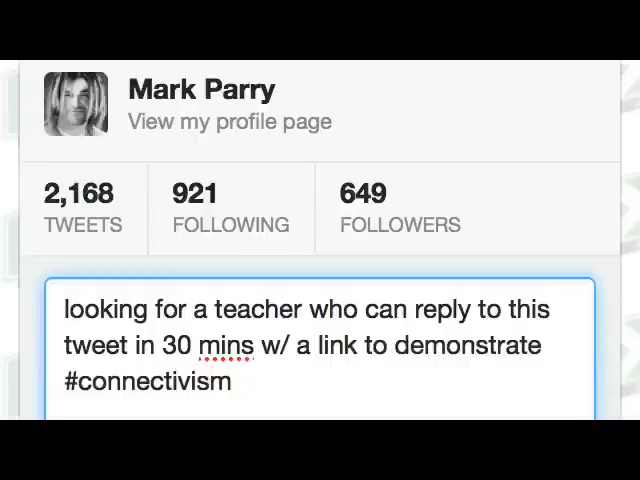 Mark Parry
View my profile page
2,168 921 649
TWEETS FOLLOWING FOLLOWERS
looking for a teacher who can reply to this
tweet in 30 mins w/ a link to demonstrate
#connectivism